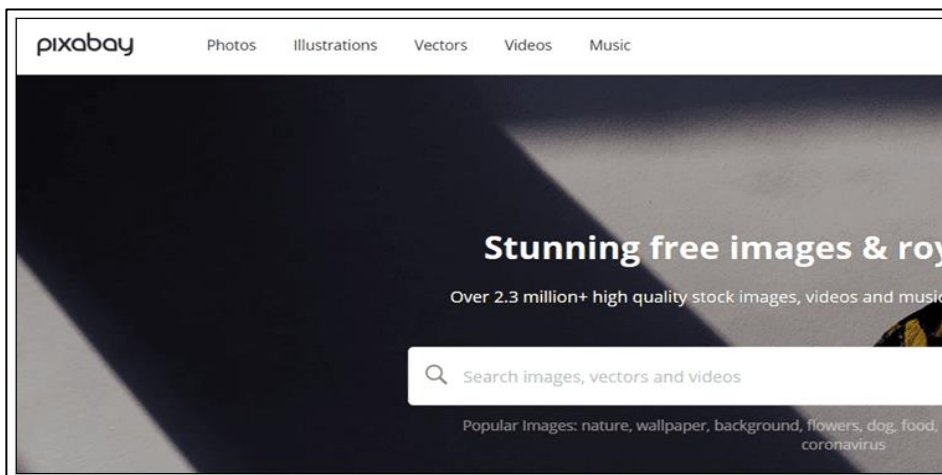 pixabay Photos Illustrations Vectors Videos Music
Stunning free images & roy
Over 2.3 million+ high quality stock images, videos and music
Search images, vectors and videos
Popular Images: nature, wallpaper, background, flowers, dog, food,
coronavirus